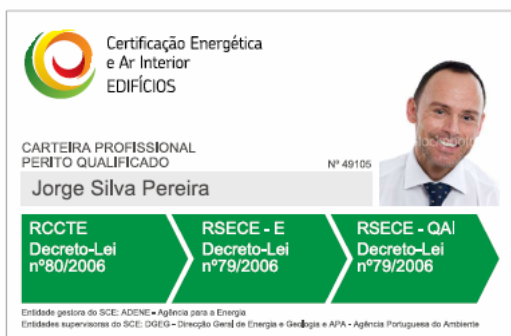 Certificação Energética
e Ar Interior
EDIFÍCIOS
CARTEIRA PROFISSIONAL
PERITO QUALIFICADO
Nº 49105
Jorge Silva Pereira
RCCTE
Decreto-Lei
nº80/2006
RSECE - E
Decreto-Lei
nº79/2006
RSECE - QAI
Decreto-Lei
nº79/2006
Entidade gestora do SCE: ADENE – Agência para a Energia
Entidades supervisoras do SCE: DGEG – Direcção Geral de Energia e Geologia e APA - Agência Portuguesa do Ambiente